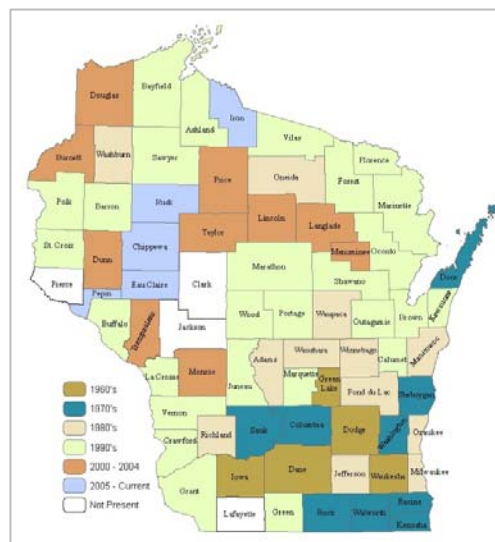 Douglas
Bayfield
Ashland
Iron
Vilas
Burnett
Washburn
Sawyer
Price
Oneida
Forest
Florence
Marinette
Polk
Barron
Rusk
Lincoln
Langlade
Taylor
Menominee
Oconto
Door
St. Croix
Dunn
Chippewa
Marathon
Shawano
Pierce
Pepin
Eau Claire
Clark
Kewaunee
Buffalo
Trempealeau
Jackson
Wood
Portage
Waupaca
Outagamie
Brown
Manitowoc
La Crosse
Monroe
Juneau
Adams
Waushara
Winnebago
Calumet
Marquette
Green
Lake
Fond du Lac
Sheboygan
Vernon
Crawford
Richland
Sauk
Columbia
Dodge
Washington
Ozaukee
Grant
Iowa
Dane
Jefferson
Waukesha
Milwaukee
Lafayette
Green
Rock
Walworth
Racine
Kenosha
1960's
1970's
1980's
1990's
2000 - 2004
2005 - Current
Not Present